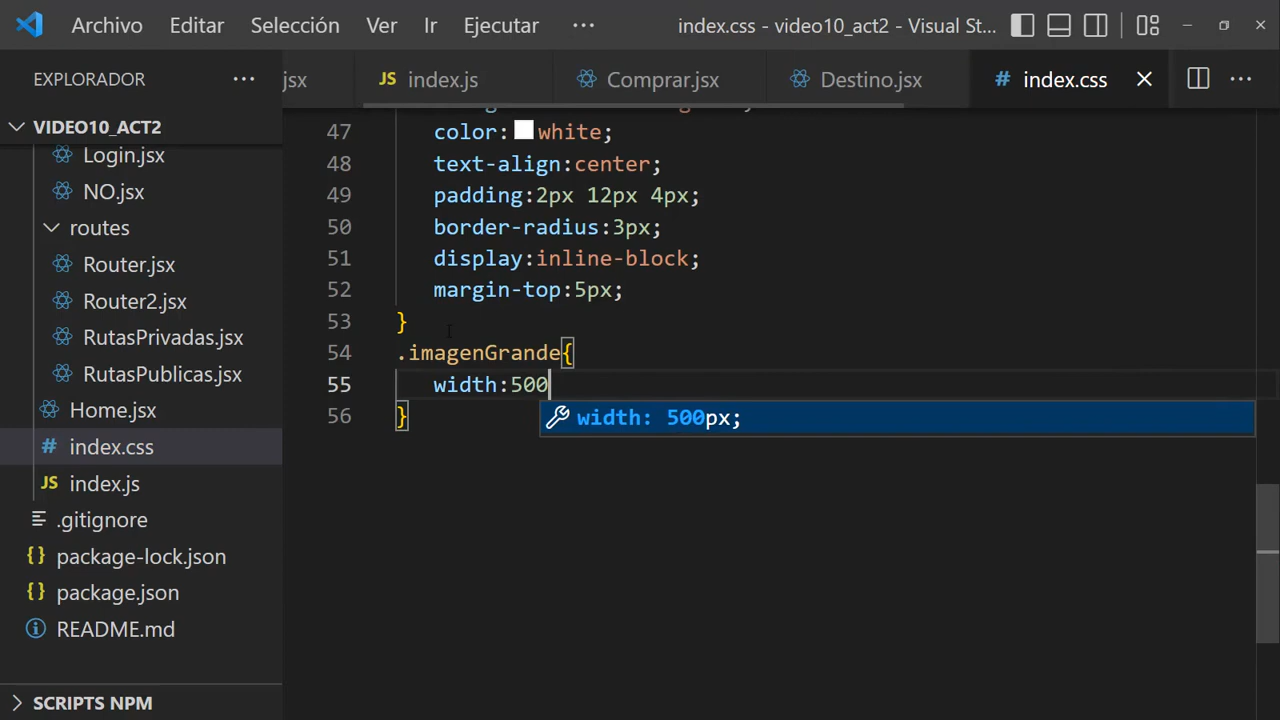 Archivo Editar Selección Ver Ir Ejecutar ··· index.css - video10_act2 - Visual St...
EXPLORADOR ···
jsx JS index.js Comprar.jsx Destino.jsx # index.css
VIDEO10_ACT2
Login.jsx
NO.jsx
routes
Router.jsx
Router2.jsx
RutasPrivadas.jsx
RutasPublicas.jsx
Home.jsx
# index.css
JS index.js
.gitignore
{} package-lock.json
{} package.json
README.md
SCRIPTS NPM
47 color:white;
48 text-align:center;
49 padding:2px 12px 4px;
50 border-radius:3px;
51 display:inline-block;
52 margin-top:5px;
53 }
54 .imagenGrande{
55 width:500
56 }
width: 500px;